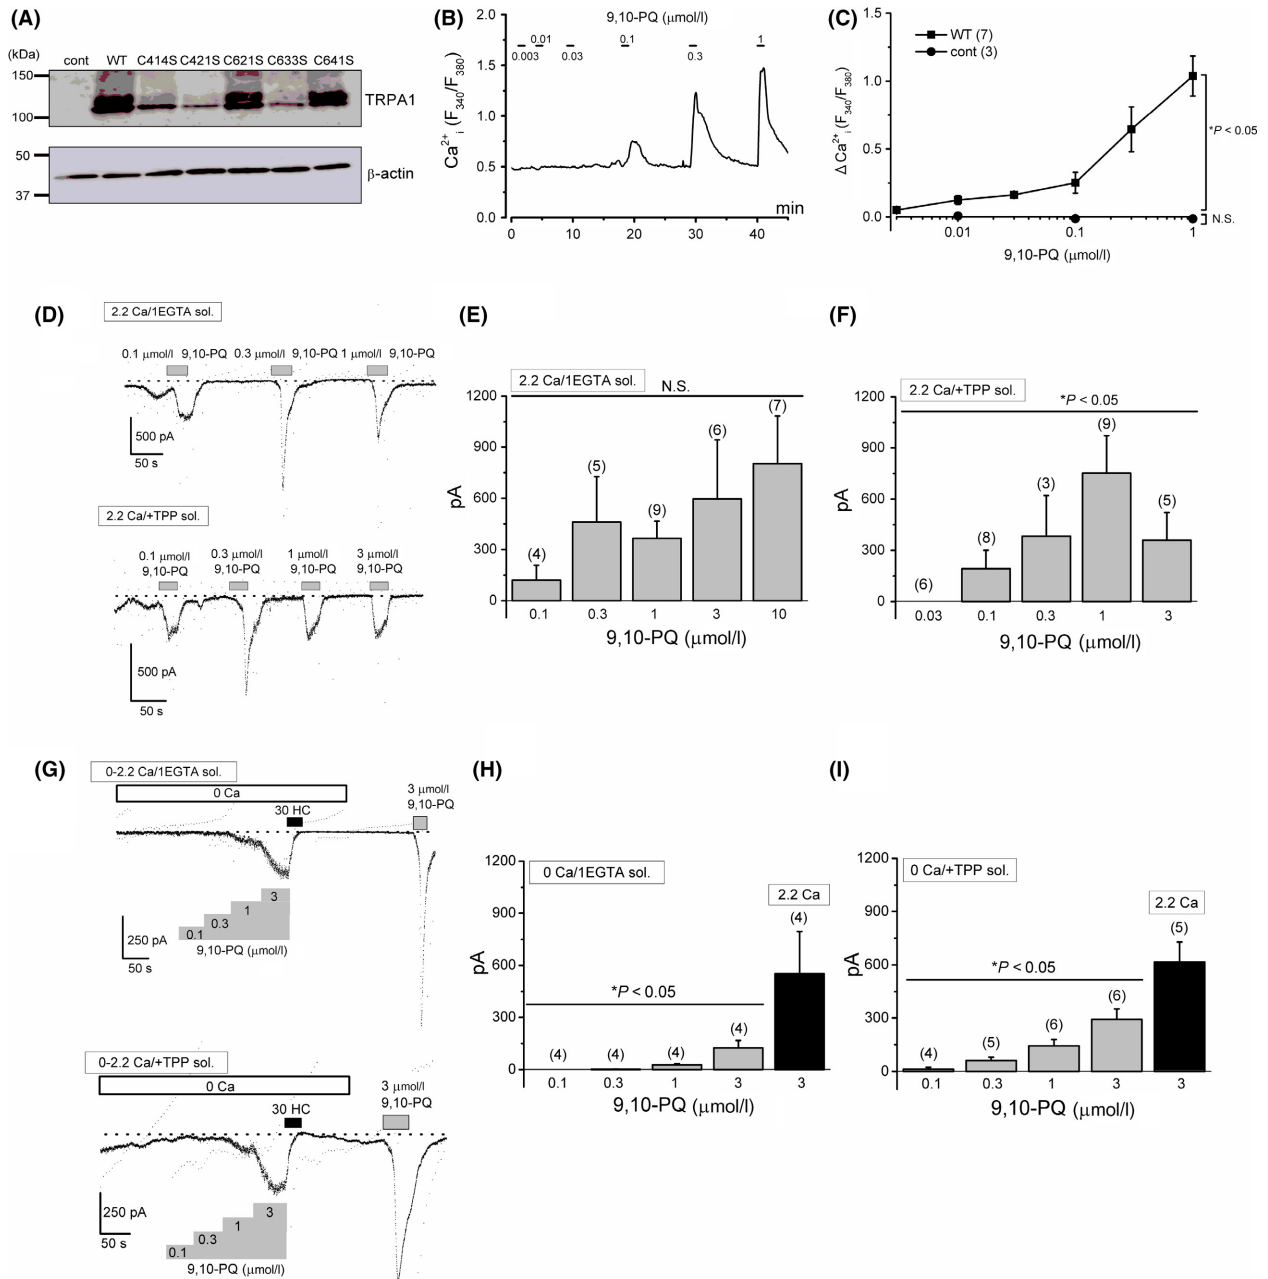 (A)
(kDa)
cont WT C414S C421S C621S C633S C641S
150
100
TRPA1
50
37
β-actin
(B)
9,10-PQ (μmol/l)
0.003 0.01 0.03 0.1 0.3 1
Ca²⁺ᵢ (F₃₄₀/F₃₈₀)
2.0
1.5
1.0
0.5
0.0
min
0 10 20 30 40
(C)
WT (7)
cont (3)
Δ Ca²⁺ᵢ (F₃₄₀/F₃₈₀)
1.5
1.0
0.5
0.0
*P < 0.05
N.S.
0.01 0.1 1
9,10-PQ (μmol/l)
(D)
2.2 Ca/1EGTA sol.
0.1 μmol/l 9,10-PQ 0.3 μmol/l 9,10-PQ 1 μmol/l 9,10-PQ
500 pA
50 s
2.2 Ca/+TPP sol.
0.1 μmol/l 0.3 μmol/l 1 μmol/l 3 μmol/l
9,10-PQ 9,10-PQ 9,10-PQ 9,10-PQ
500 pA
50 s
(E)
2.2 Ca/1EGTA sol.
N.S.
pA
1200
900
600
300
0
(4) (5) (9) (6) (7)
0.1 0.3 1 3 10
9,10-PQ (μmol/l)
(F)
2.2 Ca/+TPP sol.
*P < 0.05
pA
1200
900
600
300
0
(6) (8) (3) (9) (5)
0.03 0.1 0.3 1 3
9,10-PQ (μmol/l)
(G)
0-2.2 Ca/1EGTA sol.
0 Ca
30 HC
3 μmol/l
9,10-PQ
3
1
0.3
0.1
9,10-PQ (μmol/l)
250 pA
50 s
0-2.2 Ca/+TPP sol.
0 Ca
30 HC
3 μmol/l
9,10-PQ
3
1
0.3
0.1
9,10-PQ (μmol/l)
250 pA
50 s
(H)
0 Ca/1EGTA sol.
2.2 Ca
*P < 0.05
pA
1200
900
600
300
0
(4) (4) (4) (4) (4)
0.1 0.3 1 3 3
9,10-PQ (μmol/l)
(I)
0 Ca/+TPP sol.
2.2 Ca
*P < 0.05
pA
1200
900
600
300
0
(4) (5) (6) (6) (5)
0.1 0.3 1 3 3
9,10-PQ (μmol/l)